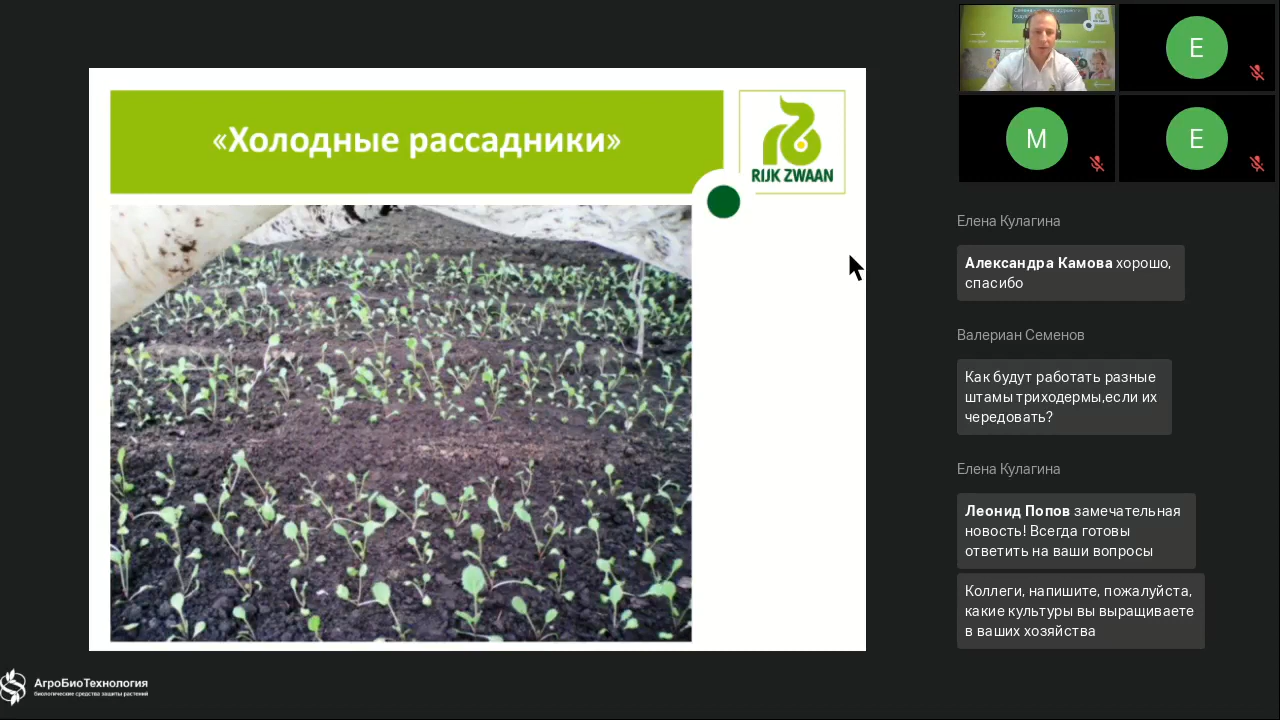 «Холодные рассадники»
RIJK ZWAAN
E
M
E
Елена Кулагина
Александра Камова хорошо,
спасибо
Валериан Семенов
Как будут работать разные
штамы триходермы,если их
чередовать?
Елена Кулагина
Леонид Попов замечательная
новость! Всегда готовы
ответить на ваши вопросы
Коллеги, напишите, пожалуйста,
какие культуры вы выращиваете
в ваших хозяйства
АгроБиоТехнология
биологические средства защиты растений